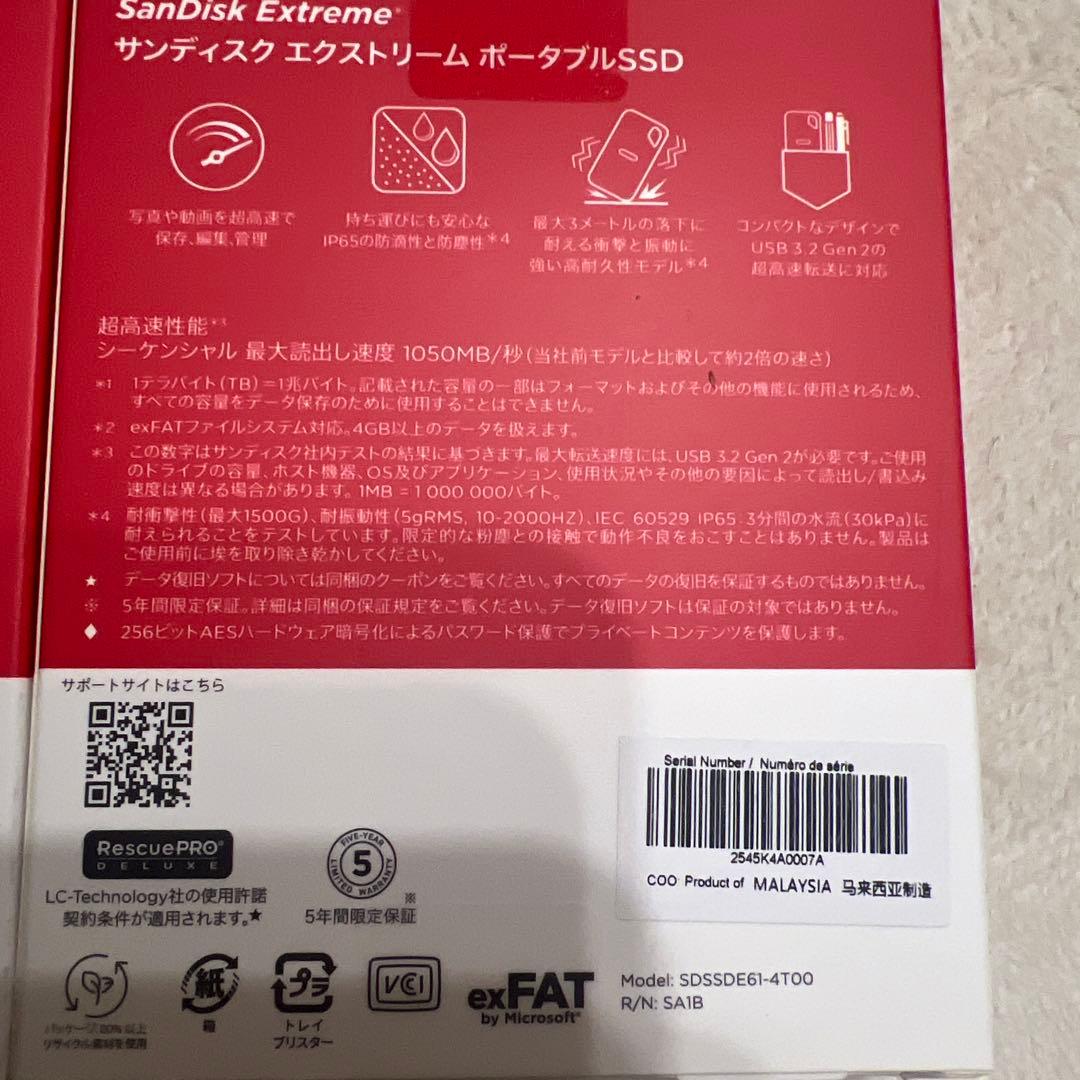 SanDisk Extreme®
サンディスク エクストリーム ポータブルSSD
写真や動画を超高速で
保存、編集、管理
持ち運びにも安心な
IP65の防滴性と防塵性*4
最大3メートルの落下に
耐える衝撃と振動に
強い高耐久性モデル*4
コンパクトなデザインで
USB 3.2 Gen 2の
超高速転送に対応
超高速性能*3
シーケンシャル 最大読出し速度 1050MB/秒(当社前モデルと比較して約2倍の速さ)
*1 1テラバイト(TB)=1兆バイト。記載された容量の一部はフォーマットおよびその他の機能に使用されるため、
すべての容量をデータ保存のために使用することはできません。
*2 exFATファイルシステム対応。4GB以上のデータを扱えます。
*3 この数字はサンディスク社内テストの結果に基づきます。最大転送速度には、USB 3.2 Gen 2が必要です。ご使用
のドライブの容量、ホスト機器、OS及びアプリケーション、使用状況やその他の要因によって読出し/書込み
速度は異なる場合があります。1MB=1 000 000バイト。
*4 耐衝撃性(最大1500G)、耐振動性(5gRMS, 10-2000HZ)、IEC 60529 IP65 3分間の水流(30kPa)に
耐えられることをテストしています。限定的な粉塵との接触で動作不良をおこすことはありません。製品は
ご使用前に埃を取り除き乾かしてください。
★ データ復旧ソフトについては同梱のクーポンをご覧ください。すべてのデータの復旧を保証するものではありません。
※ 5年間限定保証。詳細は同梱の保証規定をご覧ください。データ復旧ソフトは保証の対象ではありません。
♦ 256ビットAESハードウェア暗号化によるパスワード保護でプライベートコンテンツを保護します。
サポートサイトはこちら
Serial Number / Numéro de série
2545K4A0007A
COO Product of MALAYSIA 马来西亚制造
RescuePRO®
DELUXE
LC-Technology社の使用許諾
契約条件が適用されます。★
FIVE-YEAR
5
LIMITED WARRANTY
※
5年間限定保証
パッケージ:80%以上
リサイクル素材を使用
紙
箱
プラ
トレイ
ブリスター
VCCI
exFAT
by Microsoft®
Model: SDSSDE61-4T00
R/N: SA1B